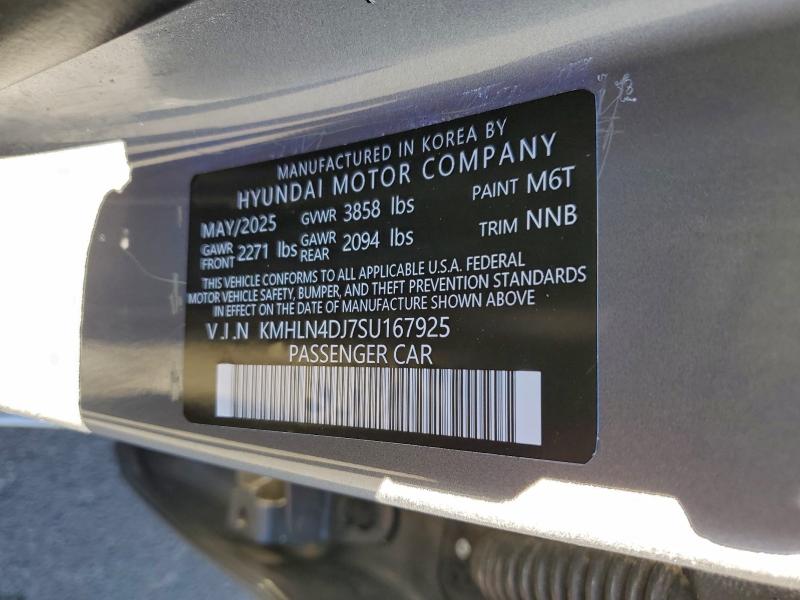 MANUFACTURED IN KOREA BY
HYUNDAI MOTOR COMPANY
MAY/2025 GVWR 3858 lbs PAINT M6T
GAWR FRONT 2271 lbs GAWR REAR 2094 lbs TRIM NNB
THIS VEHICLE CONFORMS TO ALL APPLICABLE U.S.A. FEDERAL
MOTOR VEHICLE SAFETY, BUMPER, AND THEFT PREVENTION STANDARDS
IN EFFECT ON THE DATE OF MANUFACTURE SHOWN ABOVE
V.I.N KMHLN4DJ7SU167925
PASSENGER CAR